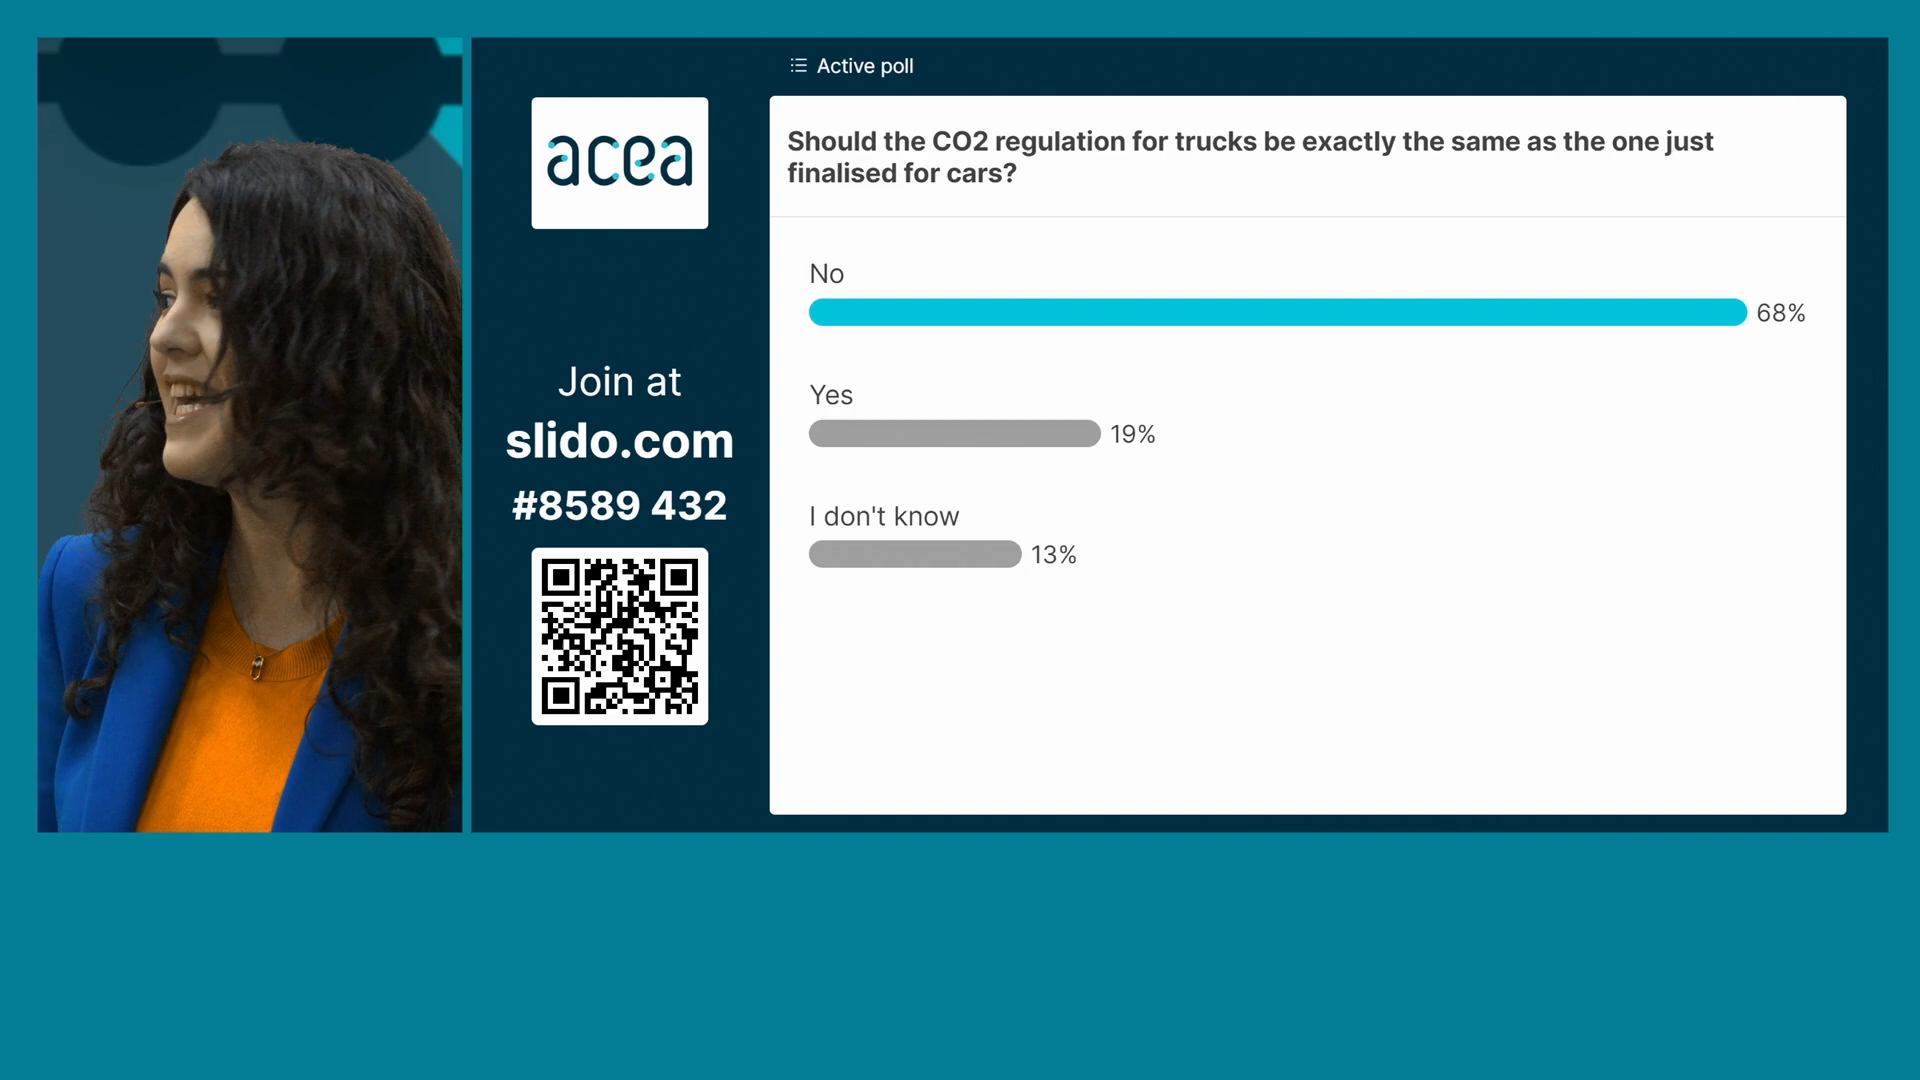 acea
Join at
slido.com
#8589 432
Active poll
Should the CO2 regulation for trucks be exactly the same as the one just
finalised for cars?
No
68%
Yes
19%
I don't know
13%